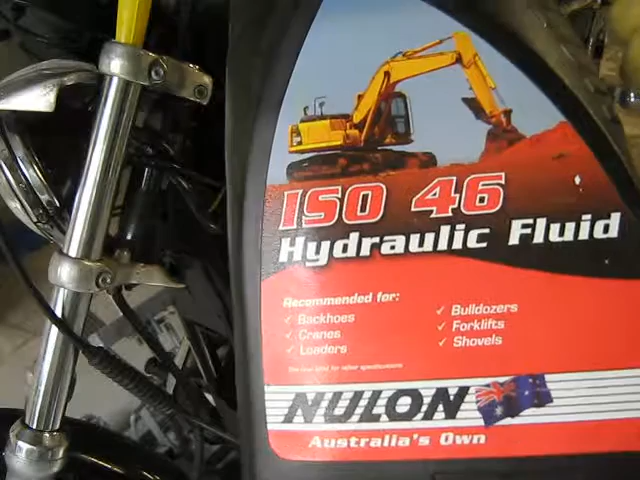 ISO 46
Hydraulic Fluid
Recommended for:
✓ Backhoes
✓ Cranes
✓ Loaders
✓ Bulldozers
✓ Forklifts
✓ Shovels
NULON
Australia's Own